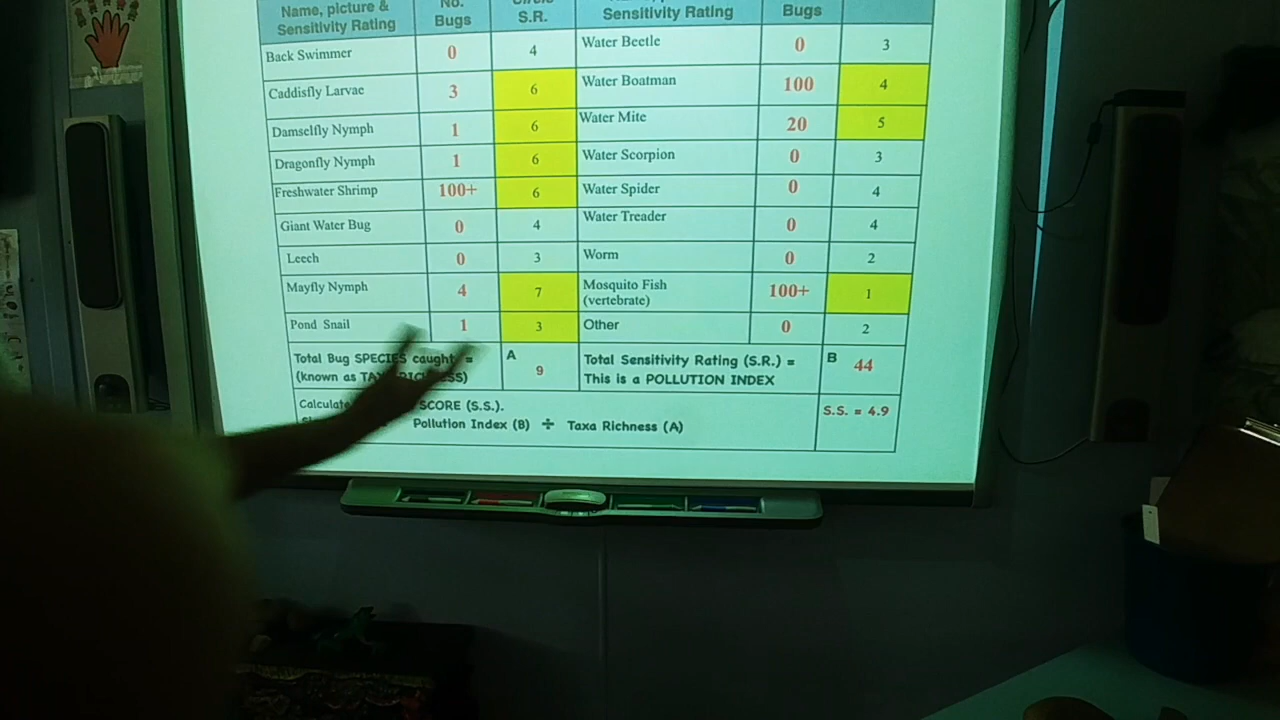 Name, picture & No. Sensitivity Rating Bugs
Sensitivity Rating Bugs S.R.
Back Swimmer 0 4 Water Beetle 0 3
Caddisfly Larvae 3 6 Water Boatman 100 4
Damselfly Nymph 1 6 Water Mite 20 5
Dragonfly Nymph 1 6 Water Scorpion 0 3
Freshwater Shrimp 100+ 6 Water Spider 0 4
Giant Water Bug 0 4 Water Treader 0 4
Leech 0 3 Worm 0 2
Mayfly Nymph 4 7 Mosquito Fish 100+ 1
(vertebrate)
Pond Snail 1 3 Other 0 2
Total Bug SPECIES caught = A 9 Total Sensitivity Rating (S.R.) = B 44
(known as This is a POLLUTION INDEX
Calculate SCORE (S.S.). S.S. = 4.9
Pollution Index (B) ÷ Taxa Richness (A)